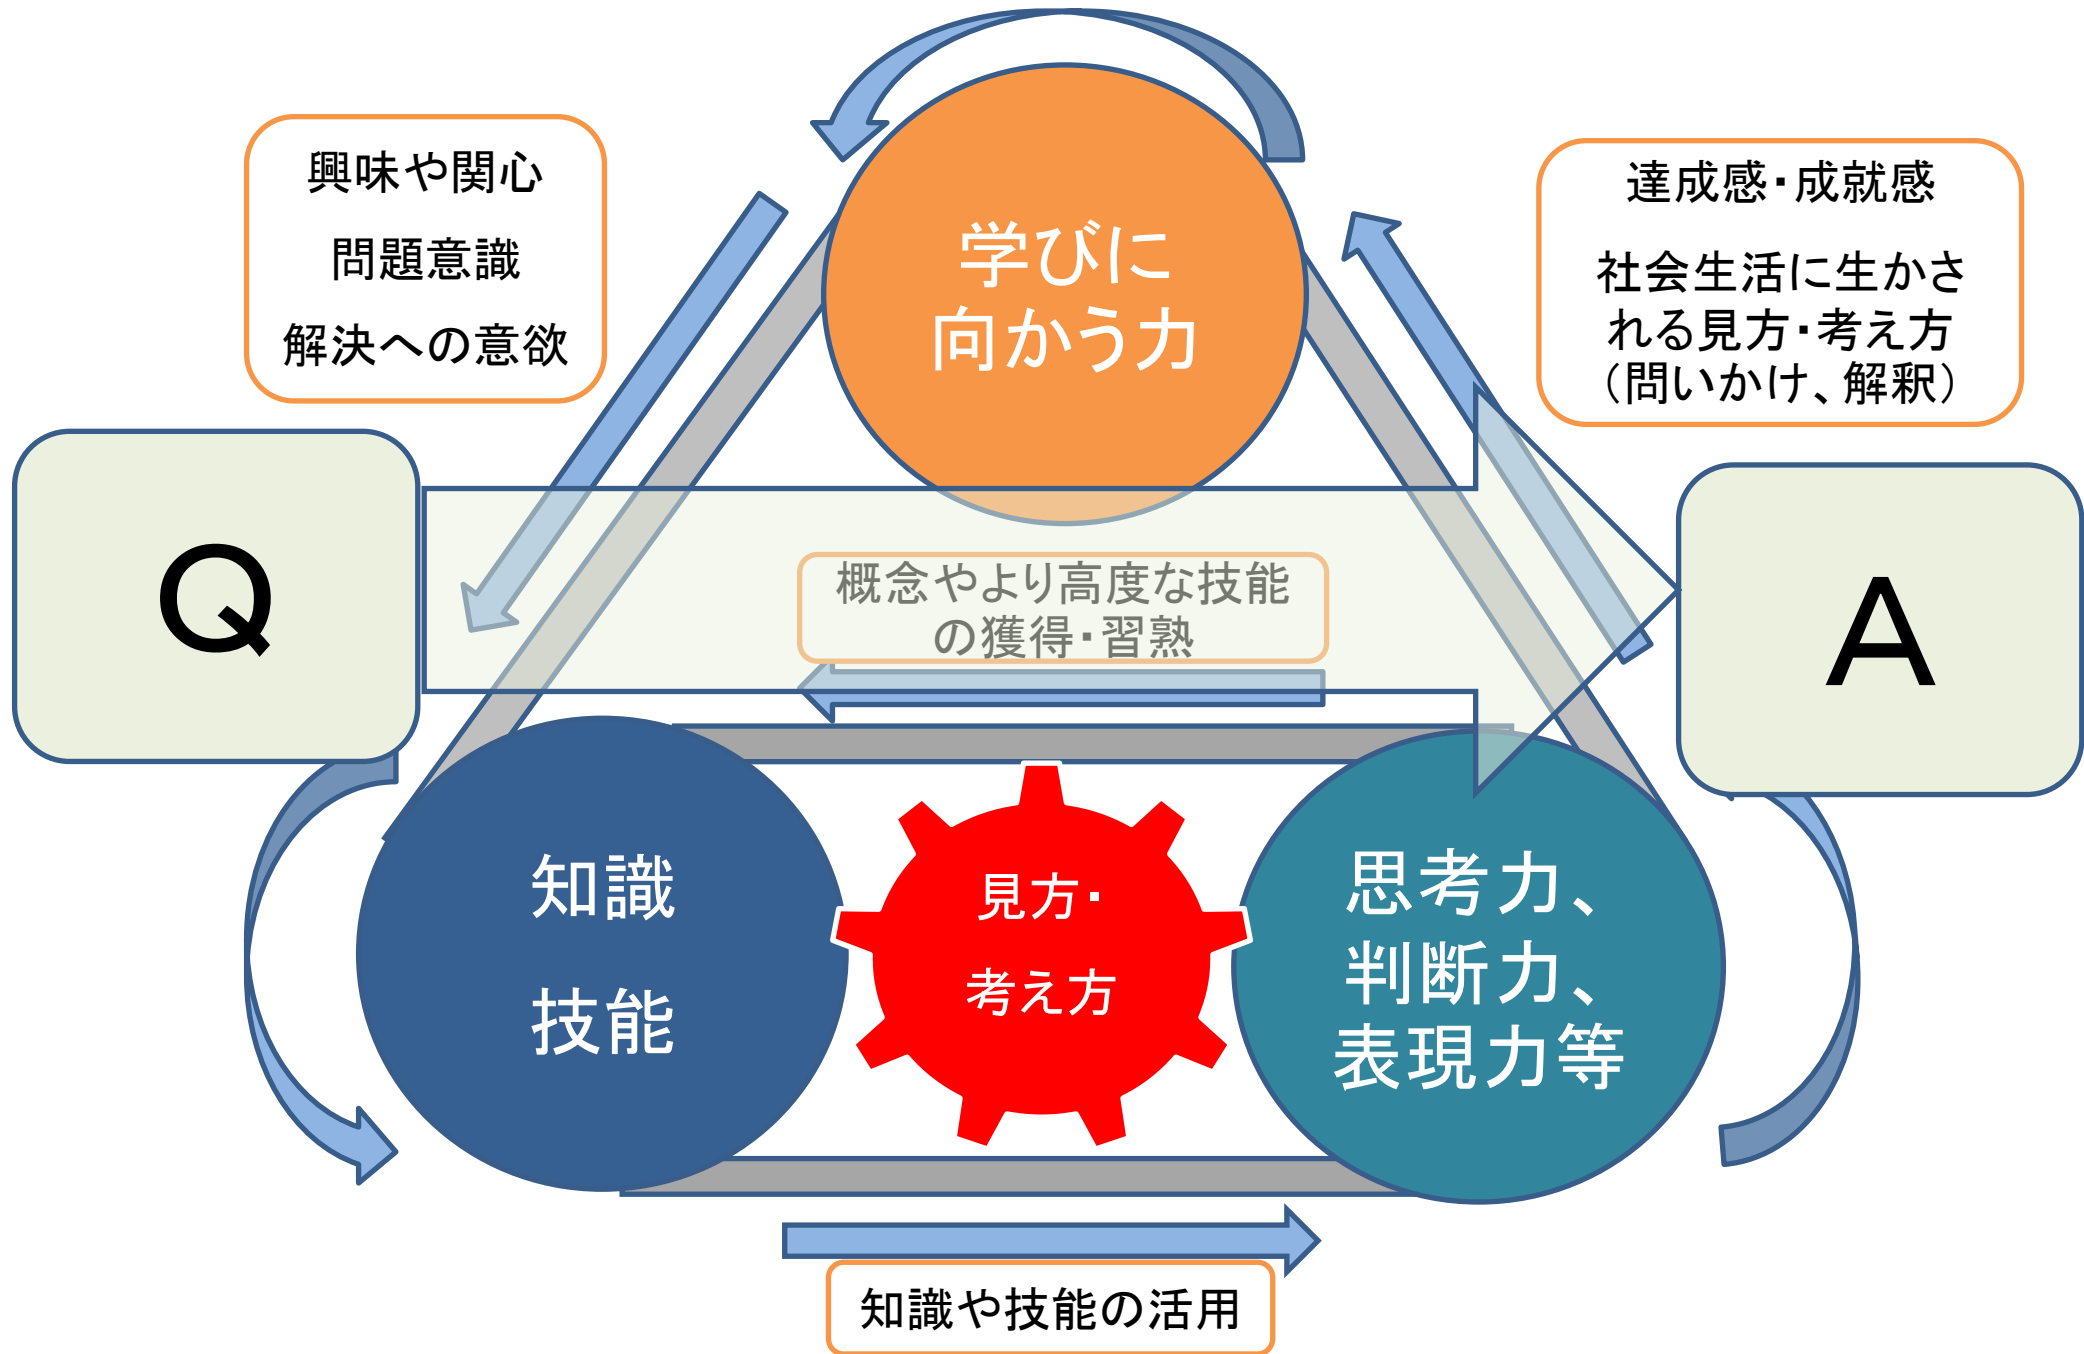 学びに
向かう力
興味や関心
問題意識
解決への意欲
達成感・成就感
社会生活に生かさ
れる見方・考え方
（問いかけ、解釈）
Q
A
概念やより高度な技能
の獲得・習熟
知識
技能
見方・
考え方
思考力、
判断力、
表現力等
知識や技能の活用